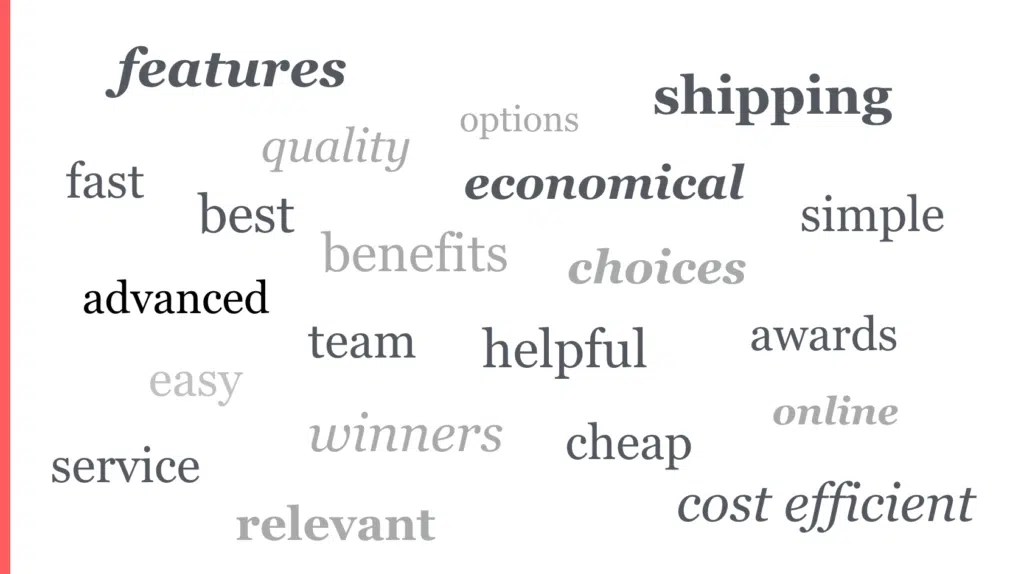 features
shipping
options
quality
fast
economical
best
simple
benefits
choices
advanced
team
helpful
awards
easy
online
winners
cheap
service
cost efficient
relevant